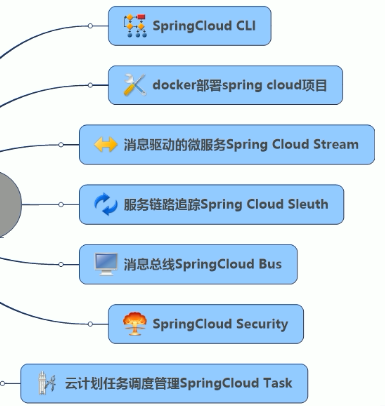 SpringCloud CLI
docker部署spring cloud项目
消息驱动的微服务Spring Cloud Stream
服务链路追踪Spring Cloud Sleuth
消息总线SpringCloud Bus
SpringCloud Security
云计划任务调度管理SpringCloud Task